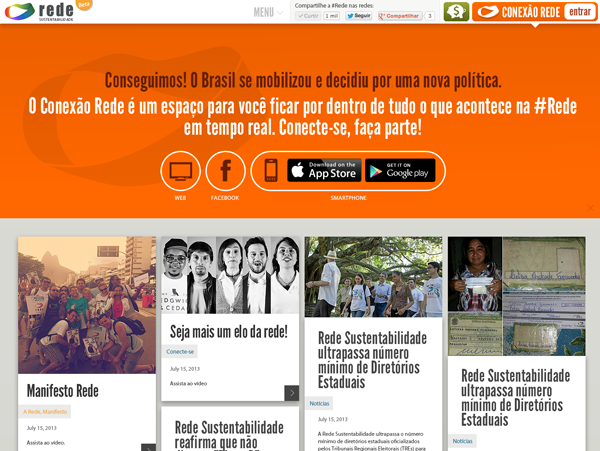 rede
beta
SUSTENTABILIDADE
MENU
Compartilhe a #Rede nas redes:
Curtir
1 mil
Seguir
Compartilhar
3
CONEXÃO REDE
entrar
Conseguimos! O Brasil se mobilizou e decidiu por uma nova política.
O Conexão Rede é um espaço para você ficar por dentro de tudo o que acontece na #Rede
em tempo real. Conecte-se, faça parte!
Download on the
App Store
GET IT ON
Google play
WEB
FACEBOOK
SMARTPHONE
Manifesto Rede
A Rede, Manifesto
July 15, 2013
Assista ao vídeo.
Seja mais um elo da rede!
Conecte-se
July 15, 2013
Assista ao vídeo
Rede Sustentabilidade
reafirma que não
Rede Sustentabilidade
ultrapassa número
mínimo de Diretórios
Estaduais
Notícias
July 15, 2013
A Rede Sustentabilidade ultrapassa o número
mínimo de diretórios estaduais oficializados
pelos Tribunais Regionais Eleitorais (TREs) para
Rede Sustentabilidade
ultrapassa número
mínimo de Diretórios
Estaduais
Notícias
July 15, 2013